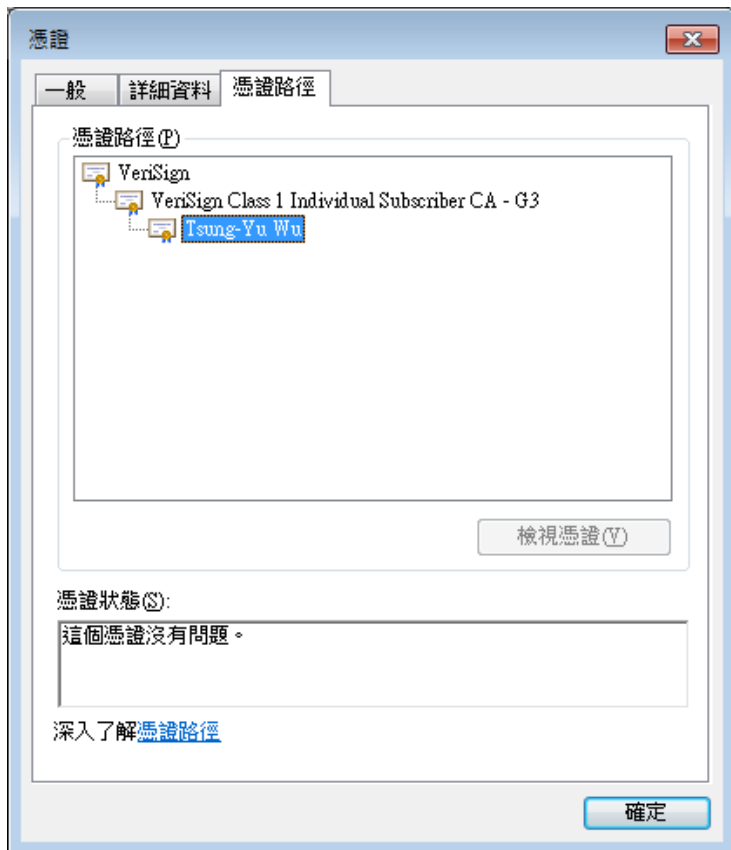 憑證
一般 詳細資料 憑證路徑
憑證路徑(P)
VeriSign
VeriSign Class 1 Individual Subscriber CA - G3
Tsung-Yu Wu
檢視憑證(V)
憑證狀態(S):
這個憑證沒有問題。
深入了解憑證路徑
確定